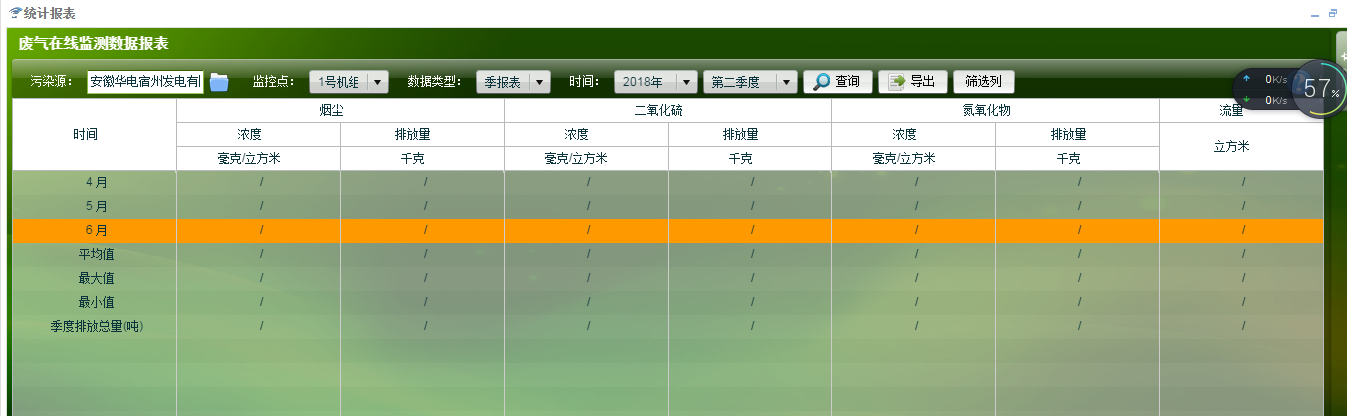 统计报表
废气在线监测数据报表
污染源： 安徽华电宿州发电有 监控点： 1号机组 数据类型： 季报表 时间： 2018年 第二季度 查询 导出 筛选列
0K/s
0K/s
57%
烟尘 二氧化硫 氮氧化物 流量
时间 浓度 排放量 浓度 排放量 浓度 排放量 立方米
毫克/立方米 千克 毫克/立方米 千克 毫克/立方米 千克
4 月 / / / / / / /
5 月 / / / / / / /
6 月 / / / / / / /
平均值 / / / / / / /
最大值 / / / / / / /
最小值 / / / / / / /
季度排放总量(吨) / / / / / / /